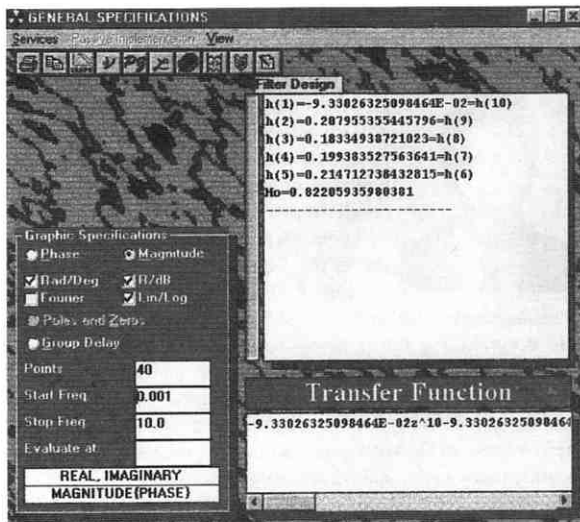 GENERAL SPECIFICATIONS
Services Passive Implementation View
Filter Design
h(1)=-9.33026325098464E-02=h(10)
h(2)=0.207955355445796=h(9)
h(3)=0.18334938721023=h(8)
h(4)=0.199383527563641=h(7)
h(5)=0.214712738432815=h(6)
Ho=0.82205935980381
Graphic Specifications
Phase Magnitude
Rad/Deg R/dB
Fourier Lin/Log
Poles and Zeros
Group Delay
Points 40
Start Freq 0.001
Stop Freq 10.0
Evaluate at
REAL, IMAGINARY
MAGNITUDE(PHASE)
Transfer Function
-9.33026325098464E-02z^10-9.33026325098464